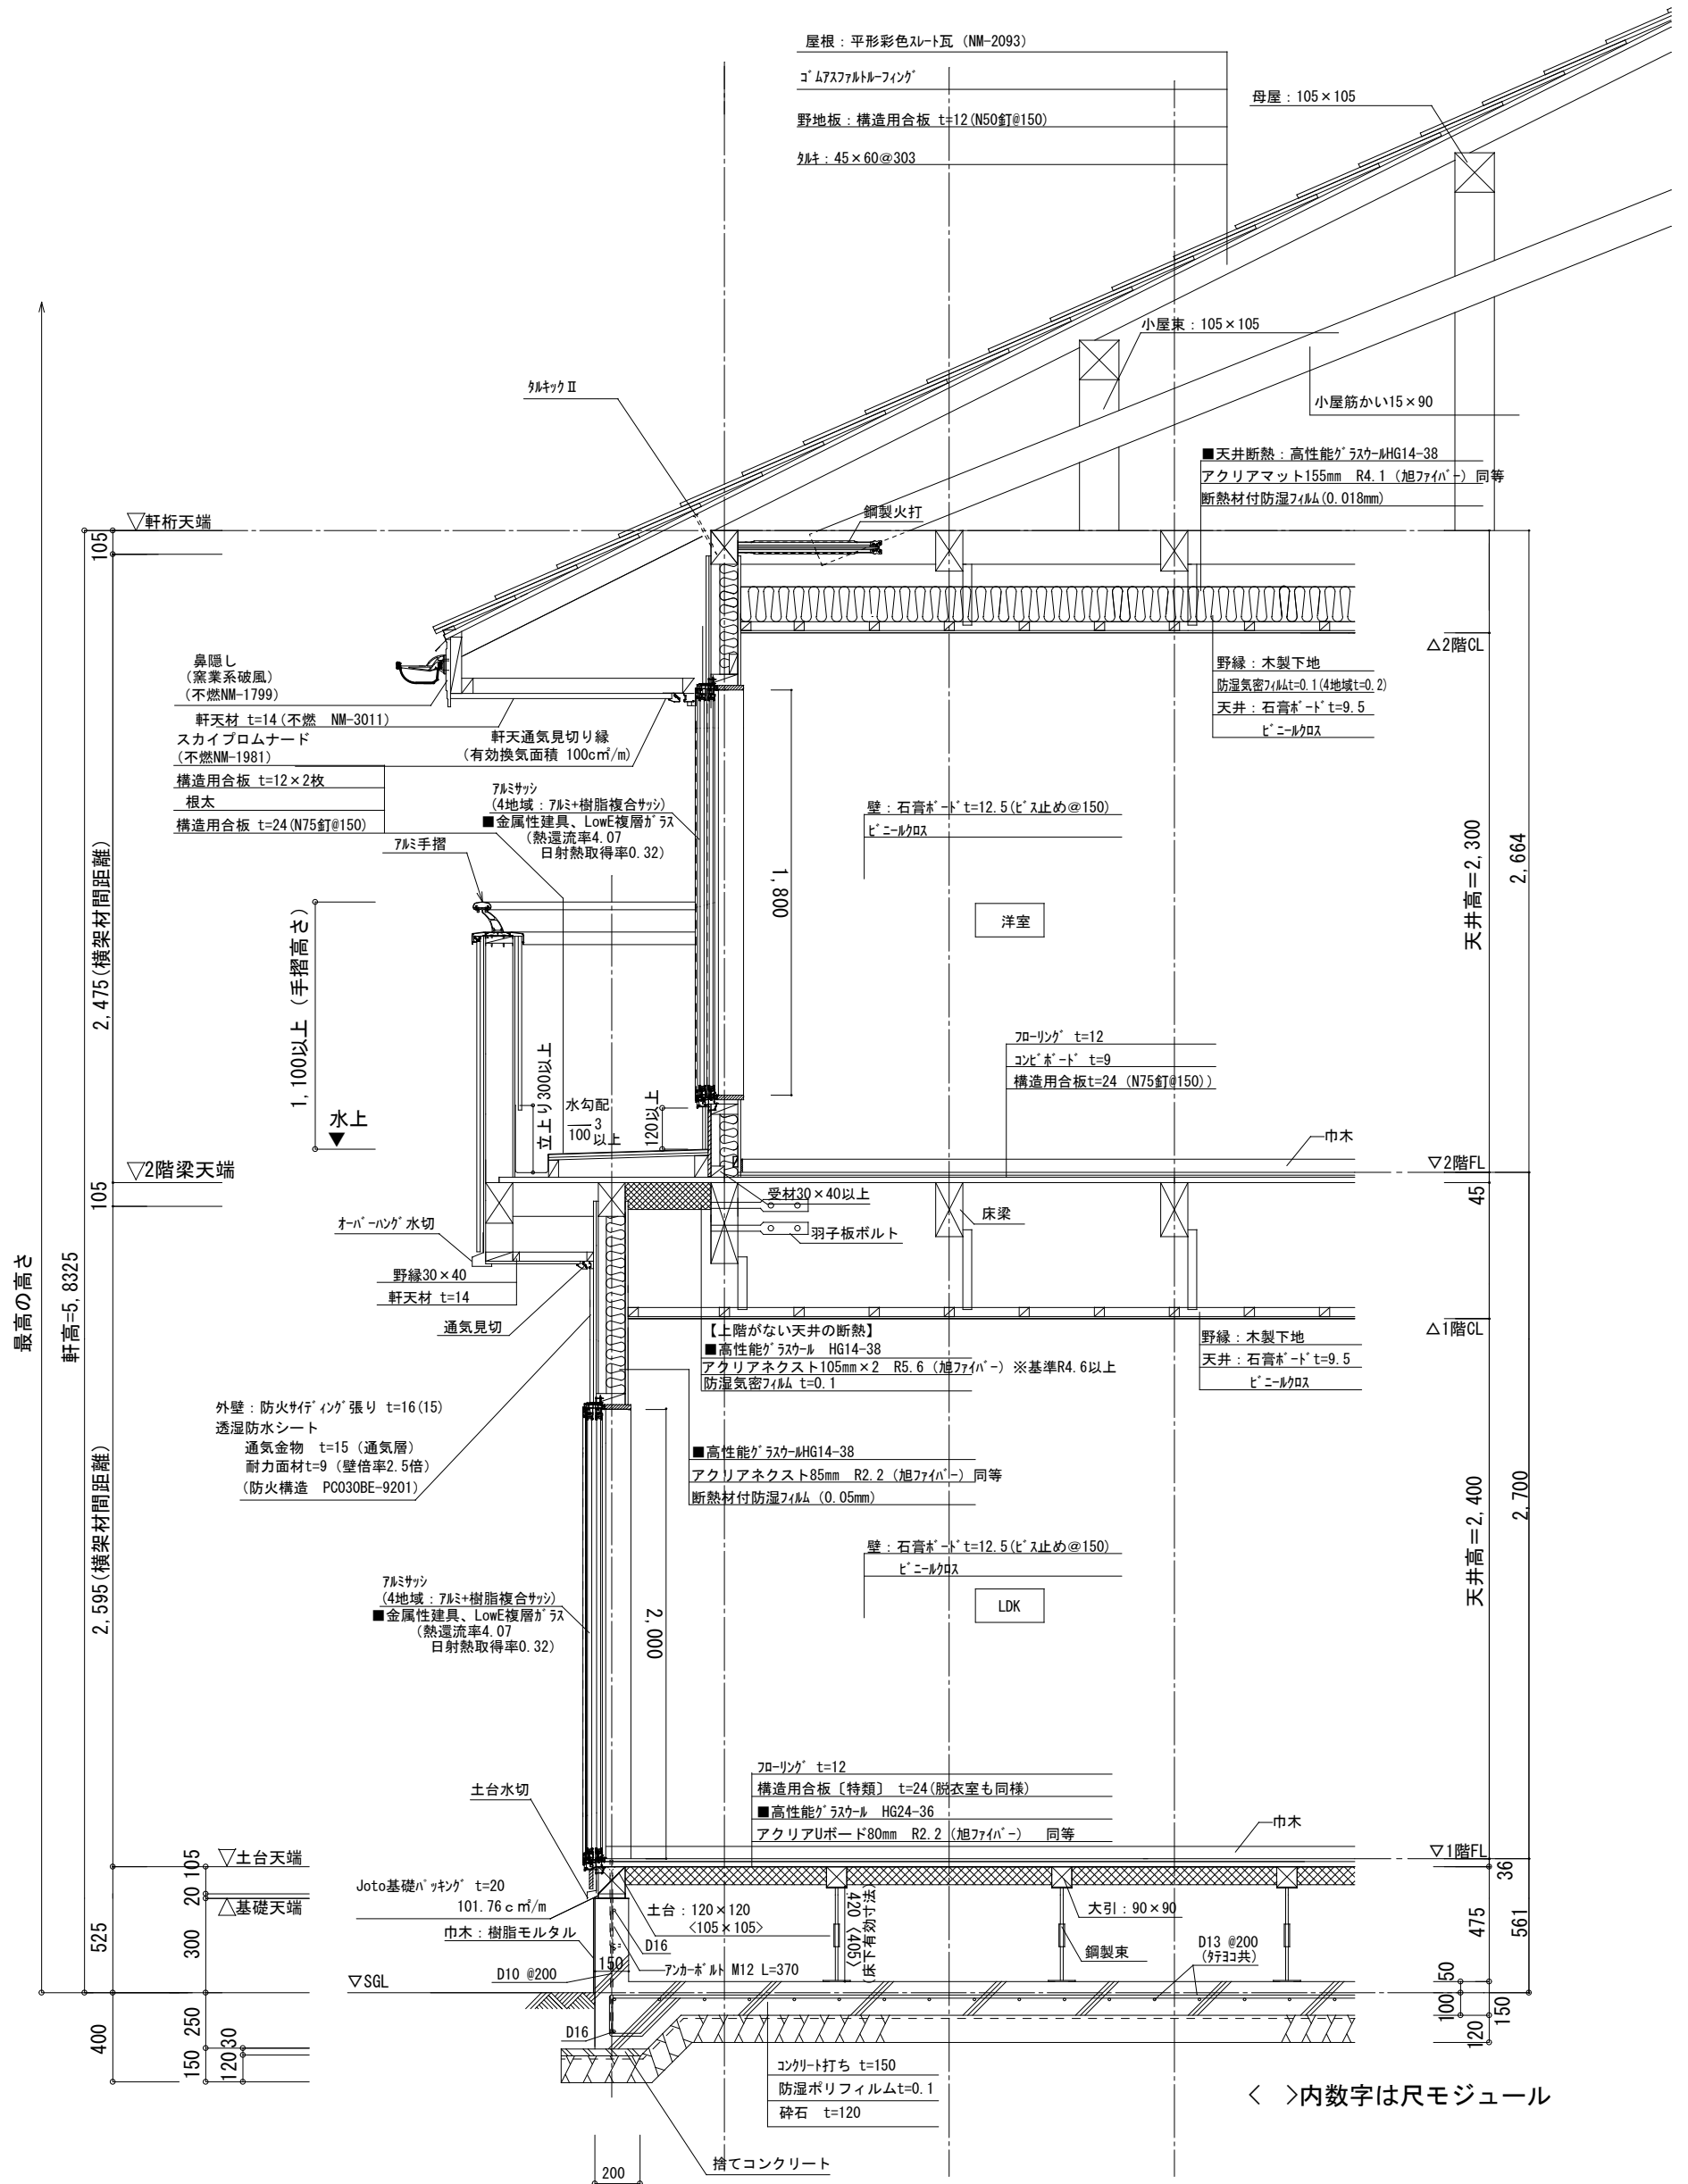 屋根：平形彩色ｽﾚｰﾄ瓦 (NM-2093)
ｺﾞﾑｱｽﾌｧﾙﾄﾙｰﾌｨﾝｸﾞ
野地板：構造用合板 t=12(N50釘@150)
ﾀﾙｷ：45×60@303
母屋：105×105
小屋束：105×105
小屋筋かい15×90
ﾀﾙｷｯｸⅡ
■天井断熱：高性能ｸﾞﾗｽｳｰﾙHG14-38
アクリアマット155mm R4.1 (旭ﾌｧｲﾊﾞｰ) 同等
断熱材付防湿ﾌｨﾙﾑ(0.018mm)
鋼製火打
▽軒桁天端
105
△2階CL
鼻隠し
(窯業系破風)
(不燃NM-1799)
軒天材 t=14(不燃 NM-3011)
スカイプロムナード
(不燃NM-1981)
構造用合板 t=12×2枚
根太
構造用合板 t=24(N75釘@150)
軒天通気見切り縁
(有効換気面積 100c㎡/m)
野縁：木製下地
防湿気密ﾌｨﾙﾑt=0.1(4地域t=0.2)
天井：石膏ﾎﾞｰﾄﾞt=9.5
ﾋﾞﾆｰﾙｸﾛｽ
ｱﾙﾐｻｯｼ
(4地域：ｱﾙﾐ+樹脂複合ｻｯｼ)
■金属性建具、LowE複層ｶﾞﾗｽ
(熱還流率4.07
日射熱取得率0.32)
ｱﾙﾐ手摺
壁：石膏ﾎﾞｰﾄﾞt=12.5(ﾋﾞｽ止め@150)
ﾋﾞﾆｰﾙｸﾛｽ
1,800
洋室
天井高＝2,300
2,664
2,475(横架材間距離)
1,100以上 (手摺高さ)
水上
▼
立上り300以上
水勾配
3
100
以上
120以上
ﾌﾛｰﾘﾝｸﾞ t=12
ｺﾝﾋﾞﾎﾞｰﾄﾞ t=9
構造用合板t=24 (N75釘@150))
巾木
▽2階梁天端
▽2階FL
105
45
受材30×40以上
羽子板ボルト
床梁
ｵｰﾊﾞｰﾊﾝｸﾞ水切
野縁30×40
軒天材 t=14
通気見切
最高の高さ
軒高=5,8325
△1階CL
【上階がない天井の断熱】
■高性能ｸﾞﾗｽｳｰﾙ HG14-38
アクリアネクスト105mm×2 R5.6 (旭ﾌｧｲﾊﾞｰ) ※基準R4.6以上
防湿気密ﾌｨﾙﾑ t=0.1
野縁：木製下地
天井：石膏ﾎﾞｰﾄﾞt=9.5
ﾋﾞﾆｰﾙｸﾛｽ
外壁：防火ｻｲﾃﾞｨﾝｸﾞ張り t=16(15)
透湿防水シート
通気金物 t=15 (通気層)
耐力面材t=9 (壁倍率2.5倍)
(防火構造 PC030BE-9201)
■高性能ｸﾞﾗｽｳｰﾙHG14-38
アクリアネクスト85mm R2.2 (旭ﾌｧｲﾊﾞｰ) 同等
断熱材付防湿ﾌｨﾙﾑ (0.05mm)
2,595(横架材間距離)
壁：石膏ﾎﾞｰﾄﾞt=12.5(ﾋﾞｽ止め@150)
ﾋﾞﾆｰﾙｸﾛｽ
LDK
天井高＝2,400
2,700
ｱﾙﾐｻｯｼ
(4地域：ｱﾙﾐ+樹脂複合ｻｯｼ)
■金属性建具、LowE複層ｶﾞﾗｽ
(熱還流率4.07
日射熱取得率0.32)
2,000
ﾌﾛｰﾘﾝｸﾞ t=12
構造用合板〔特類〕 t=24(脱衣室も同様)
■高性能ｸﾞﾗｽｳｰﾙ HG24-36
アクリアUボード80mm R2.2 (旭ﾌｧｲﾊﾞｰ) 同等
巾木
土台水切
▽土台天端
▽1階FL
105
20
36
Joto基礎ﾊﾟｯｷﾝｸﾞ t=20
101.76ｃ㎡/m
△基礎天端
巾木：樹脂モルタル
土台：120×120
<105×105>
420 <405>
(床下有効寸法)
大引：90×90
鋼製束
D16
ｱﾝｶｰﾎﾞﾙﾄ M12 L=370
D13 @200
(ﾀﾃﾖｺ共)
150
D10 @200
525
300
475
561
▽SGL
50
100
150
120
400
250
150
30
120
D16
ｺﾝｸﾘｰﾄ打ち t=150
防湿ポリフィルムt=0.1
砕石 t=120
捨てコンクリート
200
< >内数字は尺モジュール